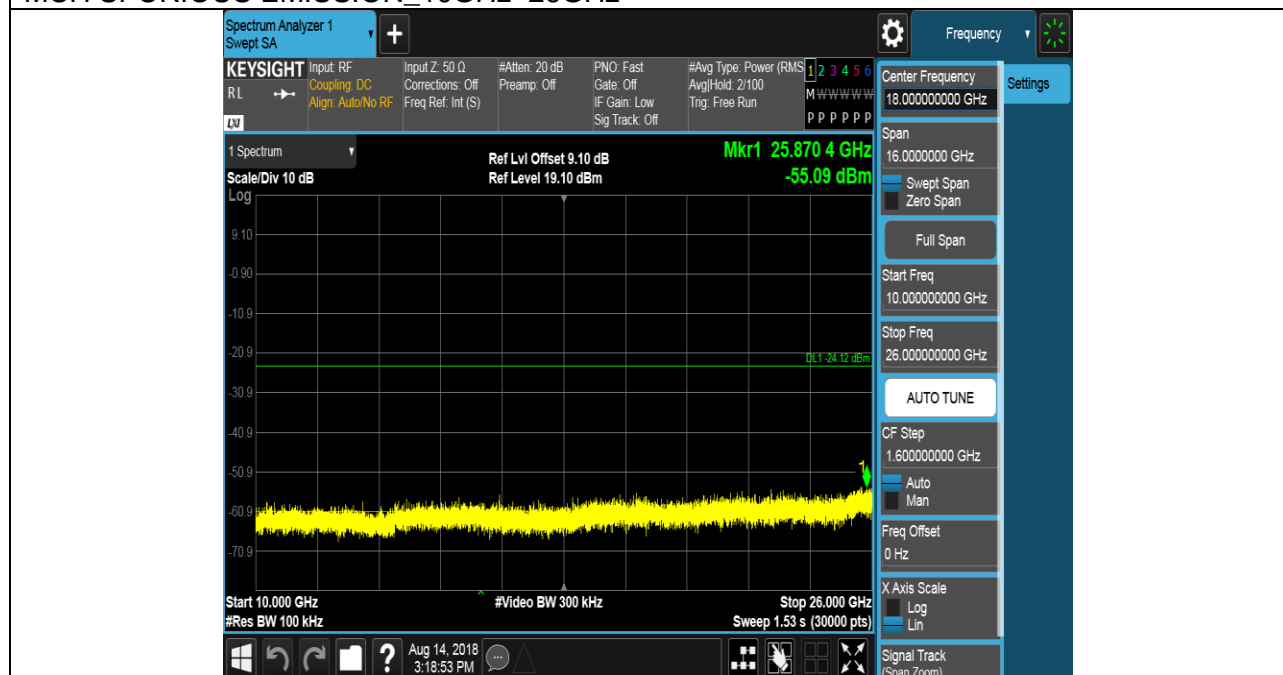 Spectrum Analyzer 1
Swept SA
+
Frequency
KEYSIGHT
RL
LXI
Input: RF
Coupling: DC
Align: Auto/No RF
Input Z: 50 Ω
Corrections: Off
Freq Ref: Int (S)
#Atten: 20 dB
Preamp: Off
PNO: Fast
Gate: Off
IF Gain: Low
Sig Track: Off
#Avg Type: Power (RMS
Avg|Hold: 2/100
Trig: Free Run
1 2 3 4 5 6
M W W W W W
P P P P P P
1 Spectrum
Scale/Div 10 dB
Log
Ref Lvl Offset 9.10 dB
Ref Level 19.10 dBm
Mkr1 25.870 4 GHz
-55.09 dBm
9.10
-0.90
-10.9
-20.9
DL1 -24.12 dBm
-30.9
-40.9
-50.9
1
-60.9
-70.9
Start 10.000 GHz
#Video BW 300 kHz
Stop 26.000 GHz
#Res BW 100 kHz
Sweep 1.53 s (30000 pts)
?
Aug 14, 2018
3:18:53 PM
Center Frequency
18.000000000 GHz
Settings
Span
16.0000000 GHz
Swept Span
Zero Span
Full Span
Start Freq
10.000000000 GHz
Stop Freq
26.000000000 GHz
AUTO TUNE
CF Step
1.600000000 GHz
Auto
Man
Freq Offset
0 Hz
X Axis Scale
Log
Lin
Signal Track
(Span Zoom)